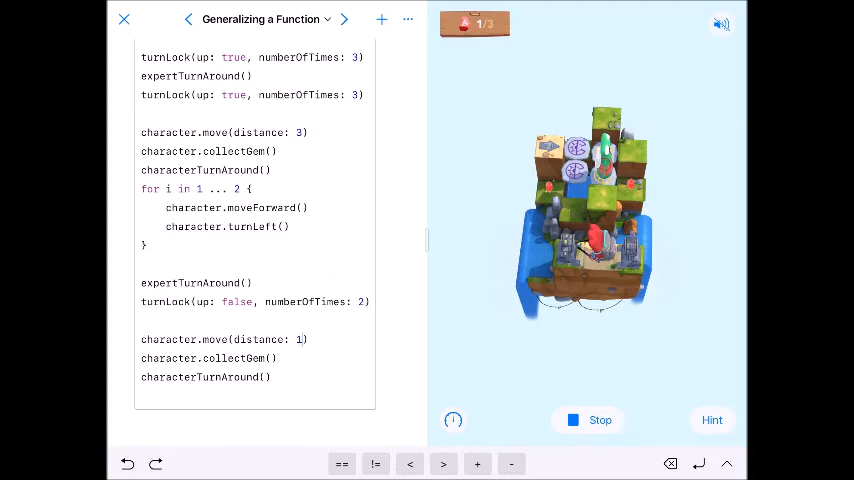 Generalizing a Function
turnLock(up: true, numberOfTimes: 3)
expertTurnAround()
turnLock(up: true, numberOfTimes: 3)
character.move(distance: 3)
character.collectGem()
characterTurnAround()
for i in 1 ... 2 {
character.moveForward()
character.turnLeft()
}
expertTurnAround()
turnLock(up: false, numberOfTimes: 2)
character.move(distance: 1)
character.collectGem()
characterTurnAround()
1/3
Stop
Hint
== != < > + -